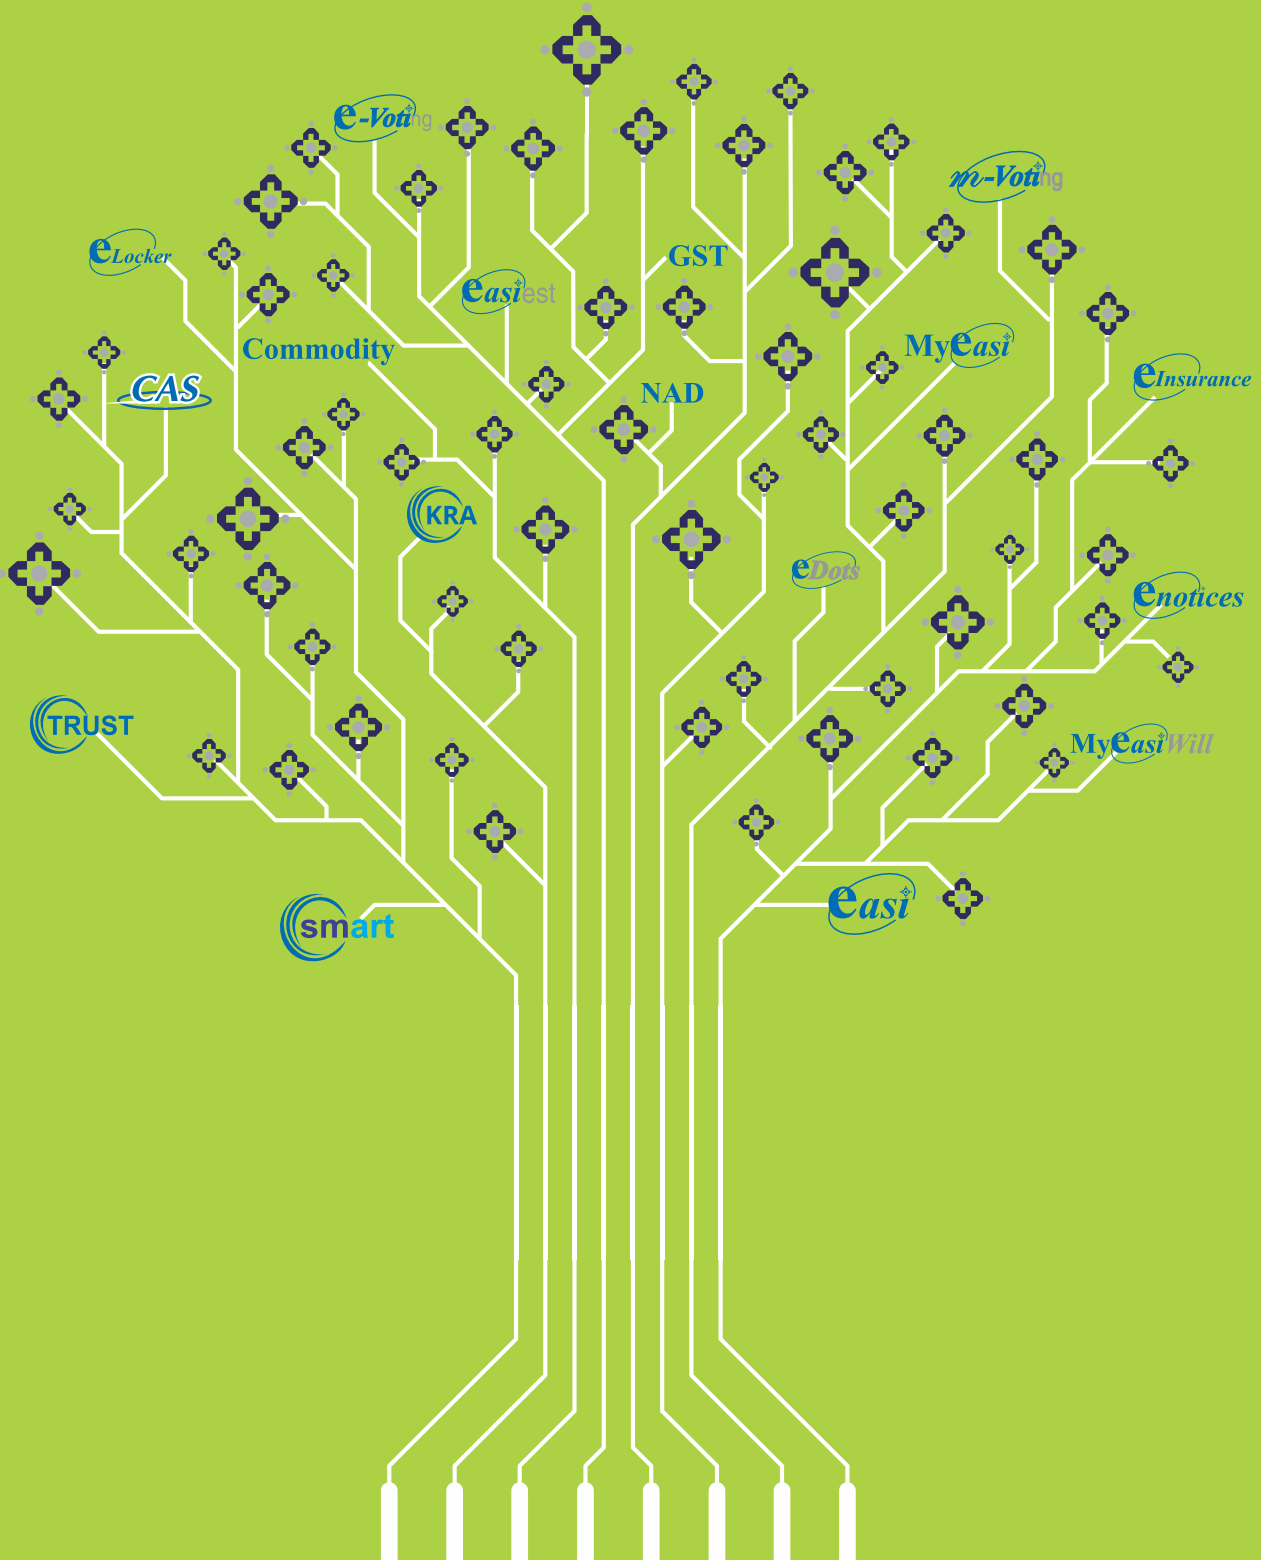 e-Voting
m-Voting
eLocker
GST
easiest
Commodity
Myeasi
eInsurance
CAS
NAD
KRA
eDots
enotices
TRUST
MyeasiWill
easi
smart